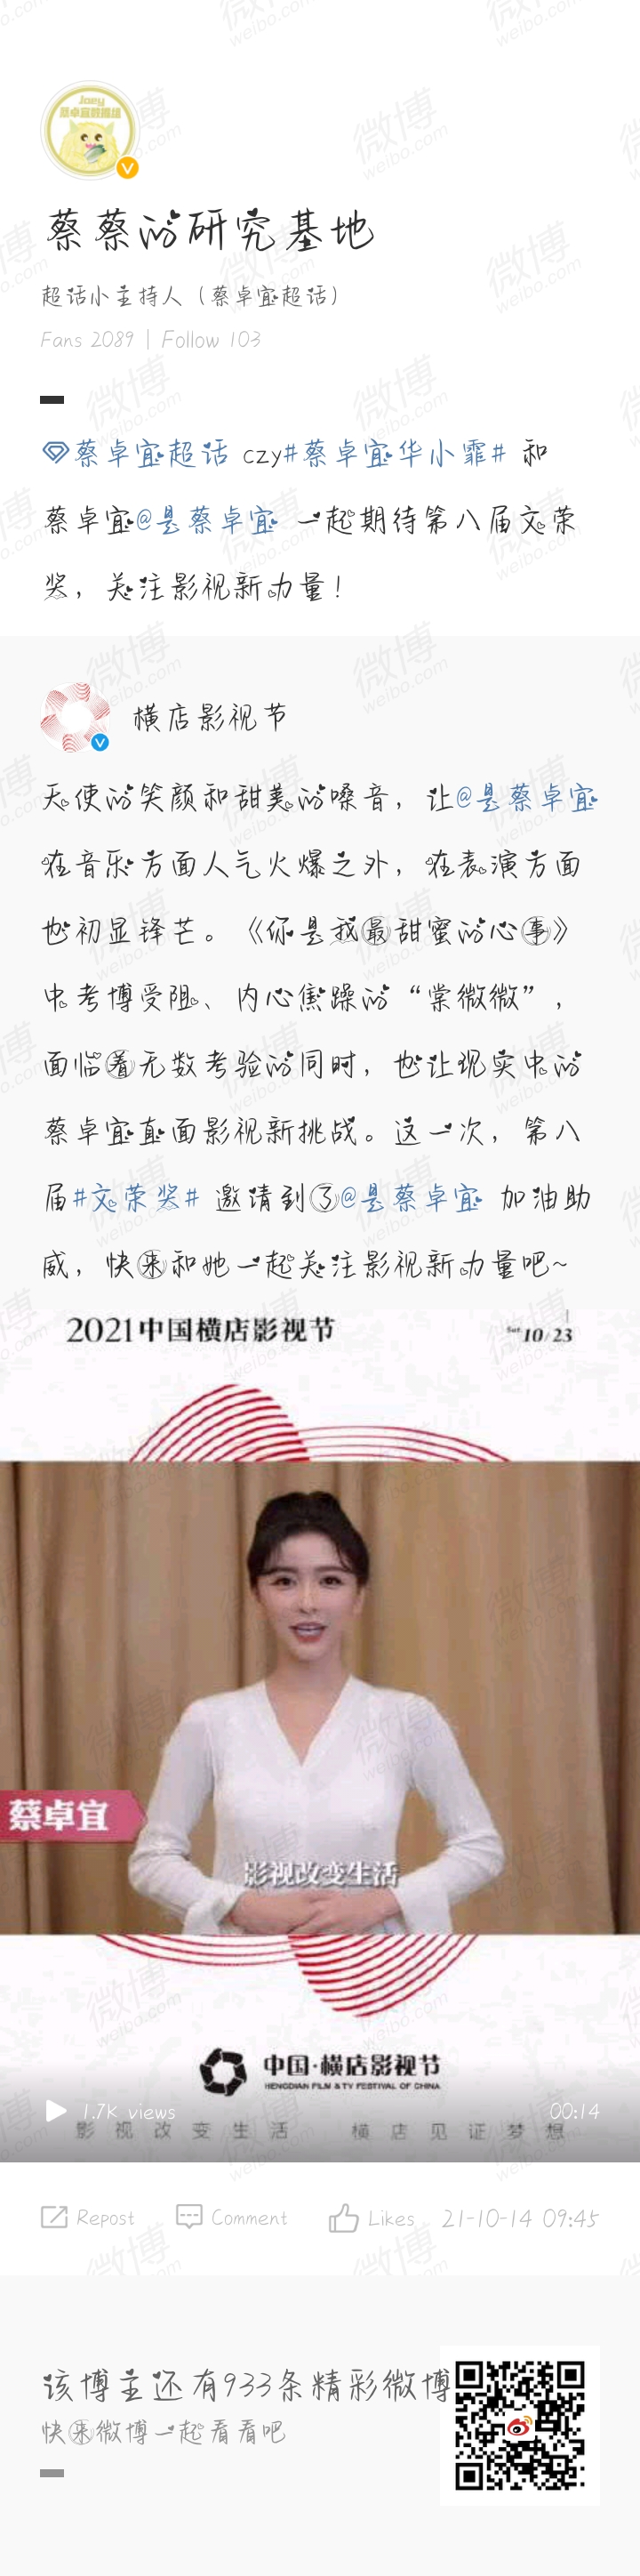 Joey
蔡蔡的研究基地
超话小主持人（蔡卓宜超话）
Fans 2089 | Follow 103
蔡卓宜超话 czy#蔡卓宜华小霏# 和
蔡卓宜@是蔡卓宜 一起期待第八届文荣
奖，关注影视新力量！
横店影视节
天使的笑颜和甜美的嗓音，让@是蔡卓宜
在音乐方面人气火爆之外，在表演方面
也初显锋芒。《你是我最甜蜜的心事》
中考博受阻、内心焦躁的“棠微微”，
面临着无数考验的同时，也让现实中的
蔡卓宜直面影视新挑战。这一次，第八
届#文荣奖# 邀请到了@是蔡卓宜 加油助
威，快来和她一起关注影视新力量吧~
2021中国横店影视节
Sat. 10/23
蔡卓宜
影视改变生活
中国·横店影视节
HENGDIAN FILM & TV FESTIVAL OF CHINA
1.7K views 00:14
影视改变生活 横店见证梦想
Repost Comment Likes 21-10-14 09:45
该博主还有933条精彩微博
快来微博一起看看吧
微博
weibo.com